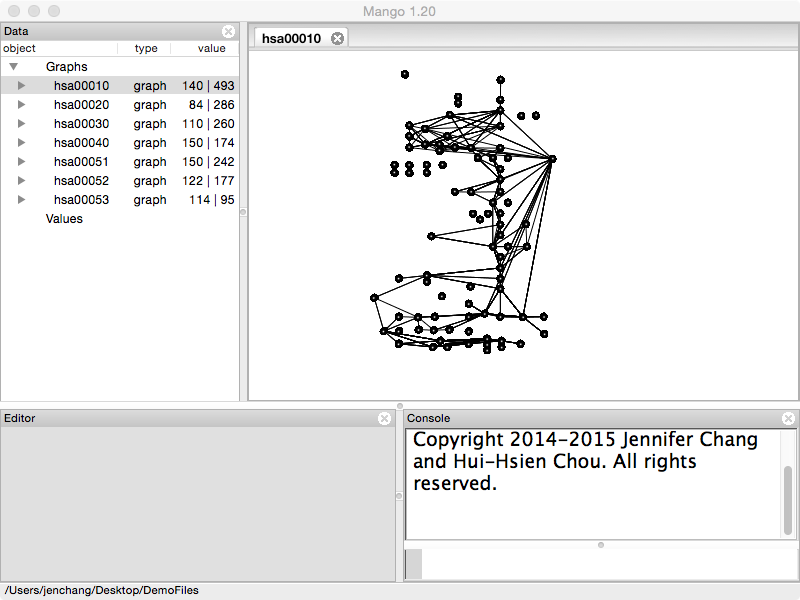 Mango 1.20
Data
object type value
Graphs
hsa00010 graph 140 | 493
hsa00020 graph 84 | 286
hsa00030 graph 110 | 260
hsa00040 graph 150 | 174
hsa00051 graph 150 | 242
hsa00052 graph 122 | 177
hsa00053 graph 114 | 95
Values
hsa00010
Editor
Console
Copyright 2014-2015 Jennifer Chang
and Hui-Hsien Chou. All rights
reserved.
/Users/jenchang/Desktop/DemoFiles